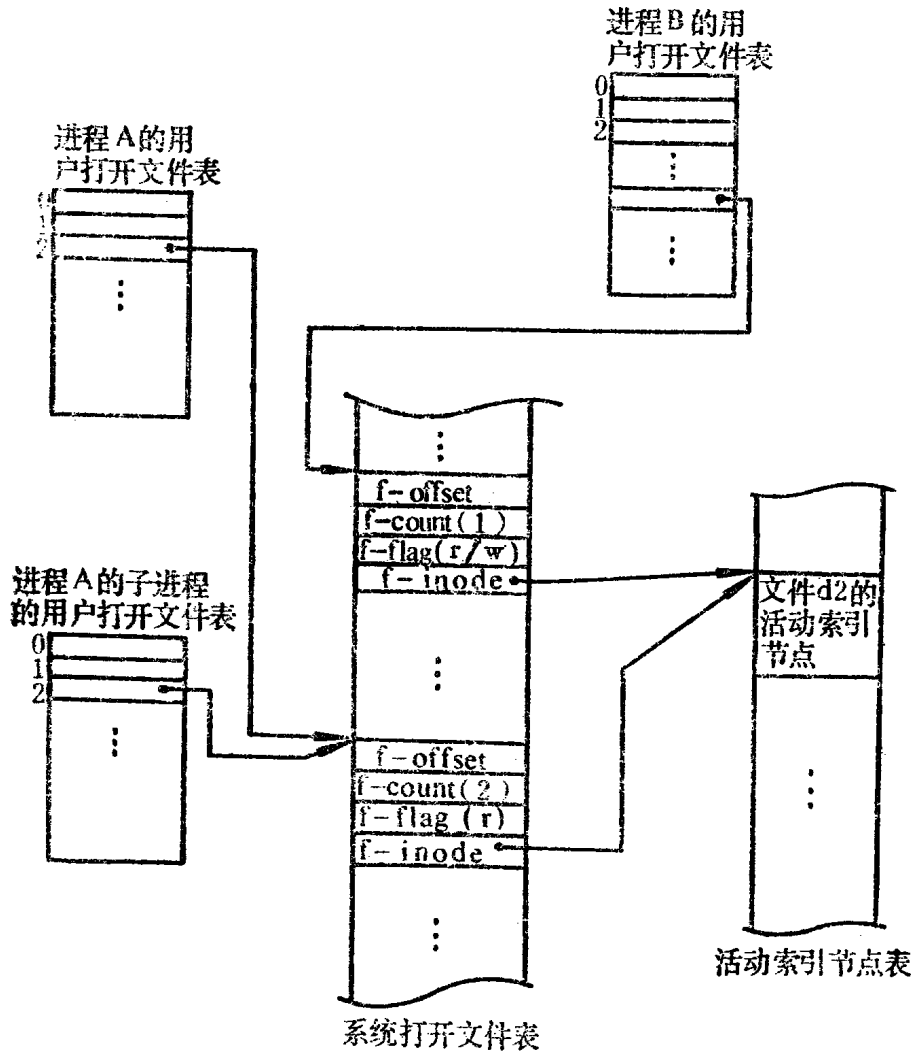 进程B的用
户打开文件表
0
1
2
进程A的用
户打开文件表
0
1
2
f-offset
f-count(1)
f-flag(r/w)
f-inode
文件d2的
活动索引
节点
进程A的子进程
的用户打开文件表
0
1
2
f-offset
f-count(2)
f-flag (r)
f-inode
活动索引节点表
系统打开文件表